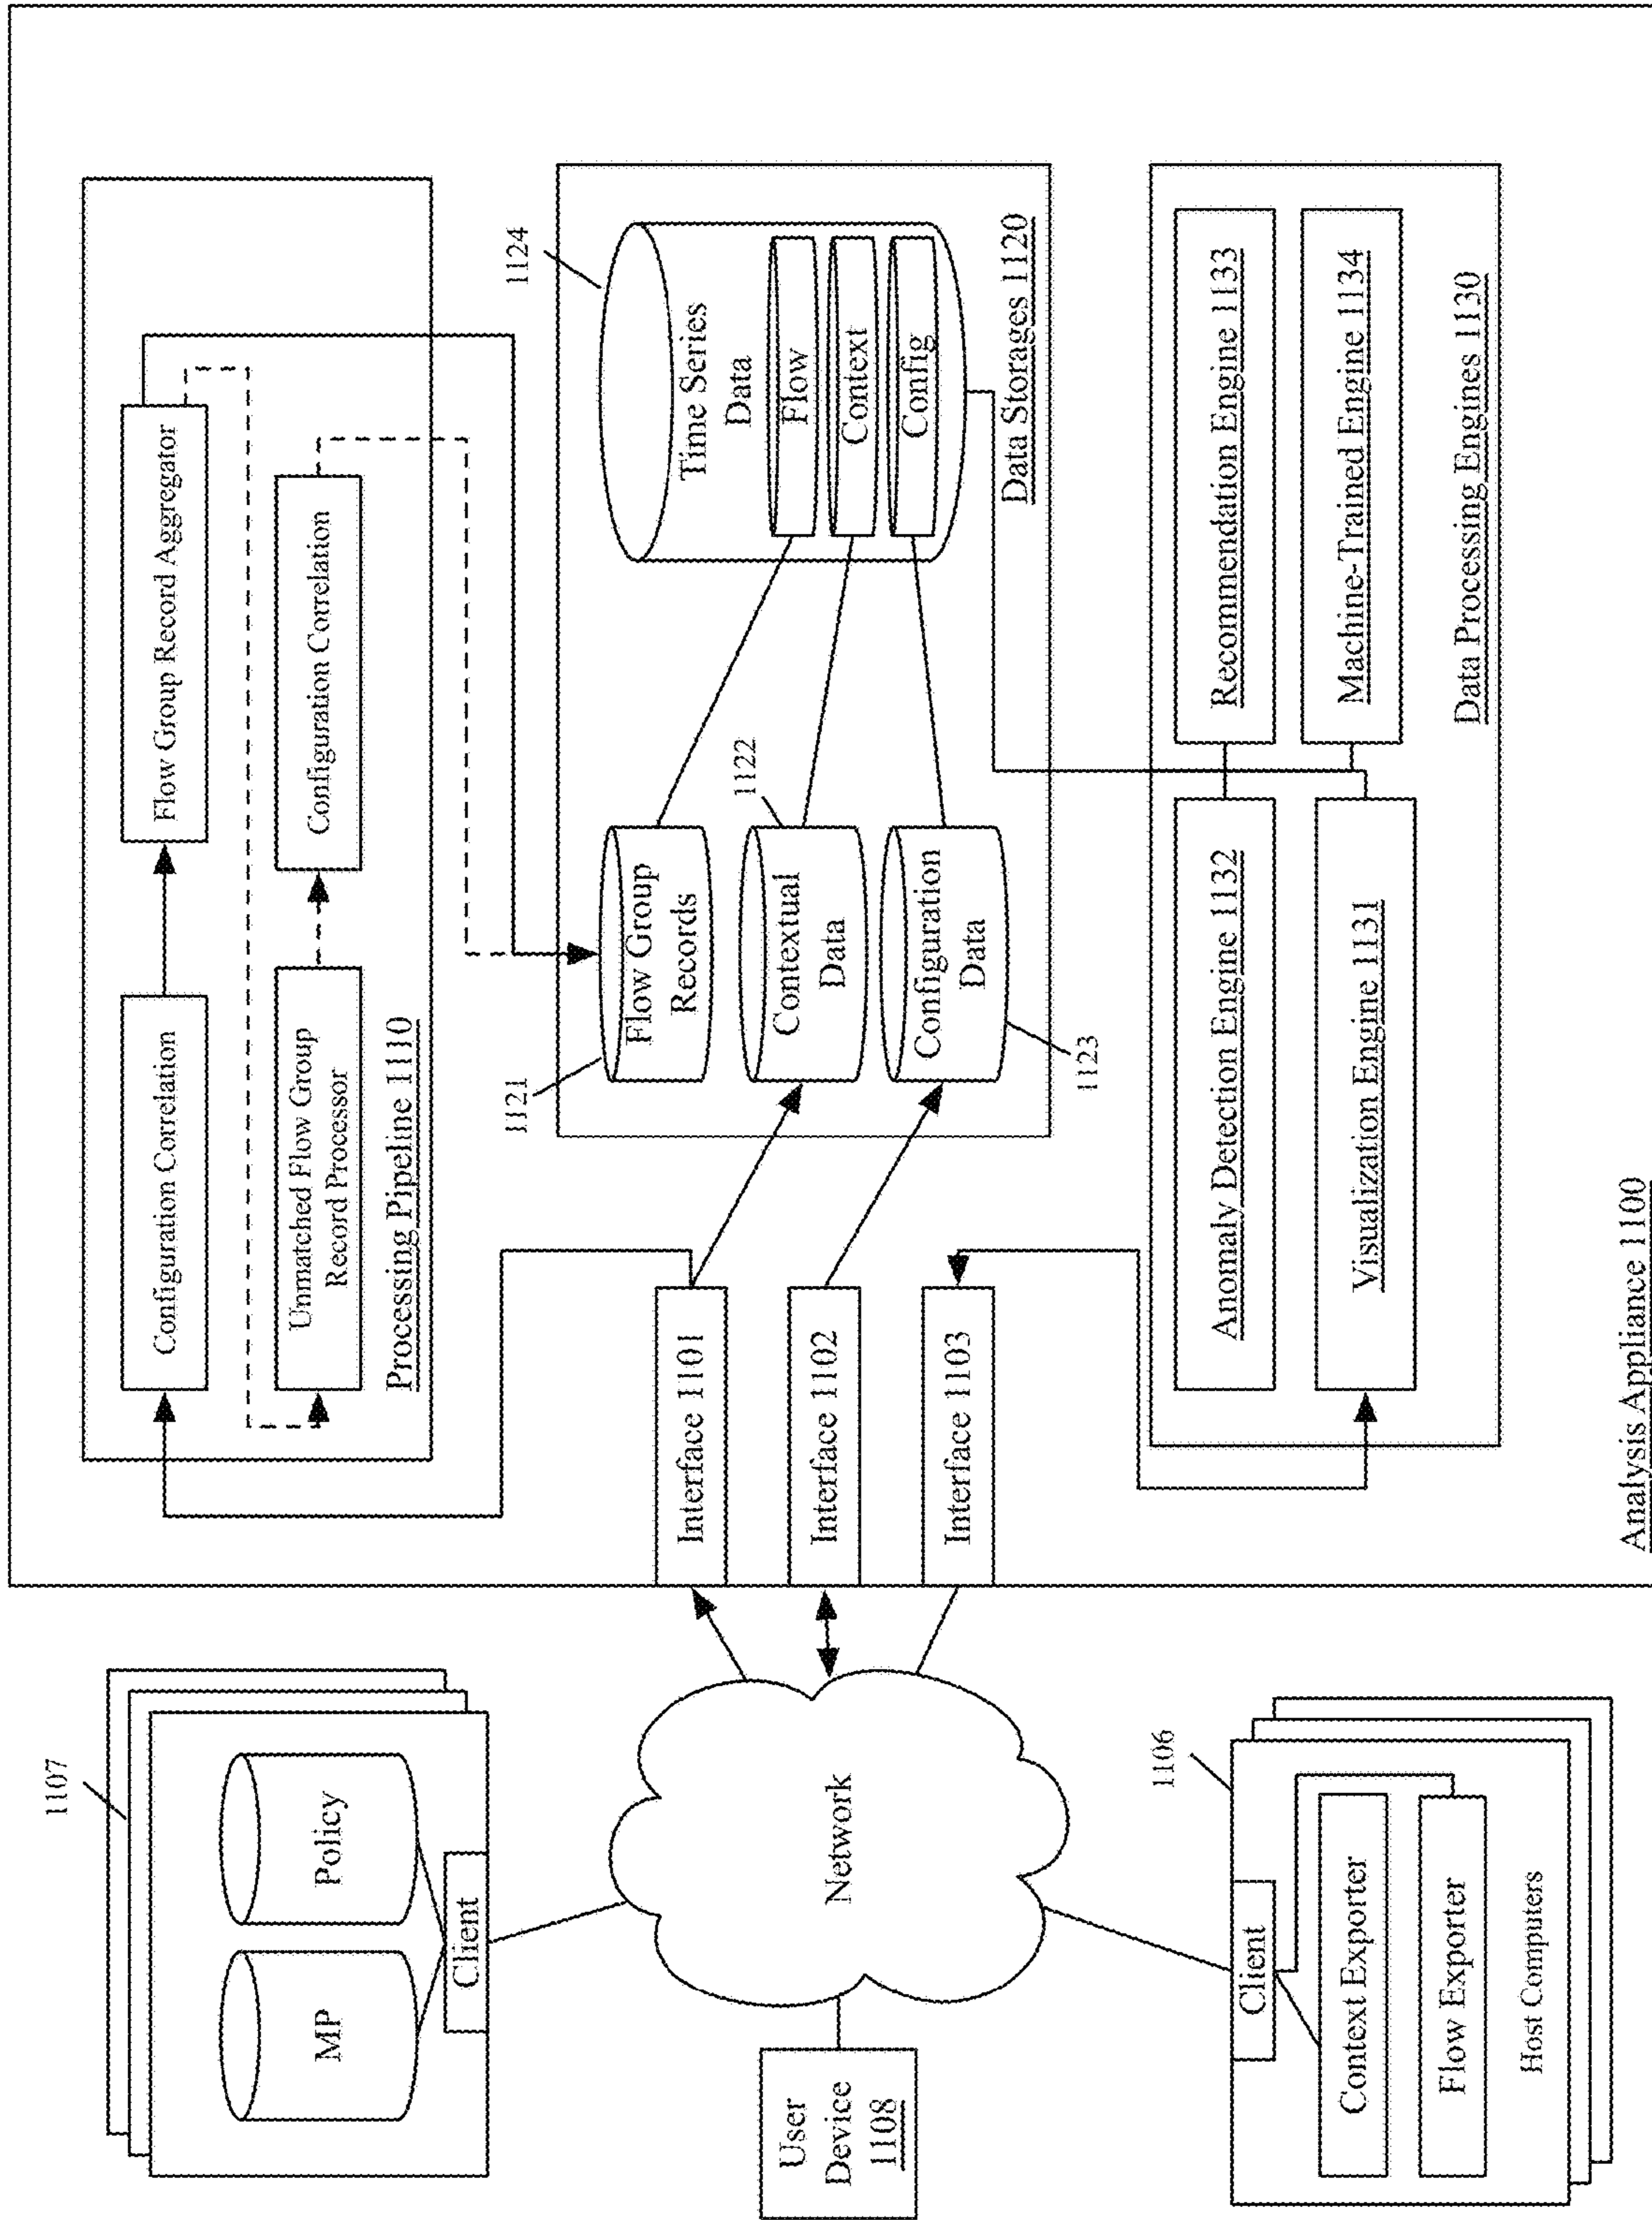 1107
MP
Policy
Client
User
Device
1108
Network
1106
Client
Context Exporter
Flow Exporter
Host Computers
Interface 1101
Interface 1102
Interface 1103
Configuration Correlation
Flow Group Record Aggregator
Unmatched Flow Group
Record Processor
Configuration Correlation
Processing Pipeline 1110
1121
Flow Group
Records
1122
Contextual
Data
Configuration
Data
1123
1124
Time Series
Data
Flow
Context
Config
Data Storages 1120
Anomaly Detection Engine 1132
Recommendation Engine 1133
Visualization Engine 1131
Machine-Trained Engine 1134
Data Processing Engines 1130
Analysis Appliance 1100